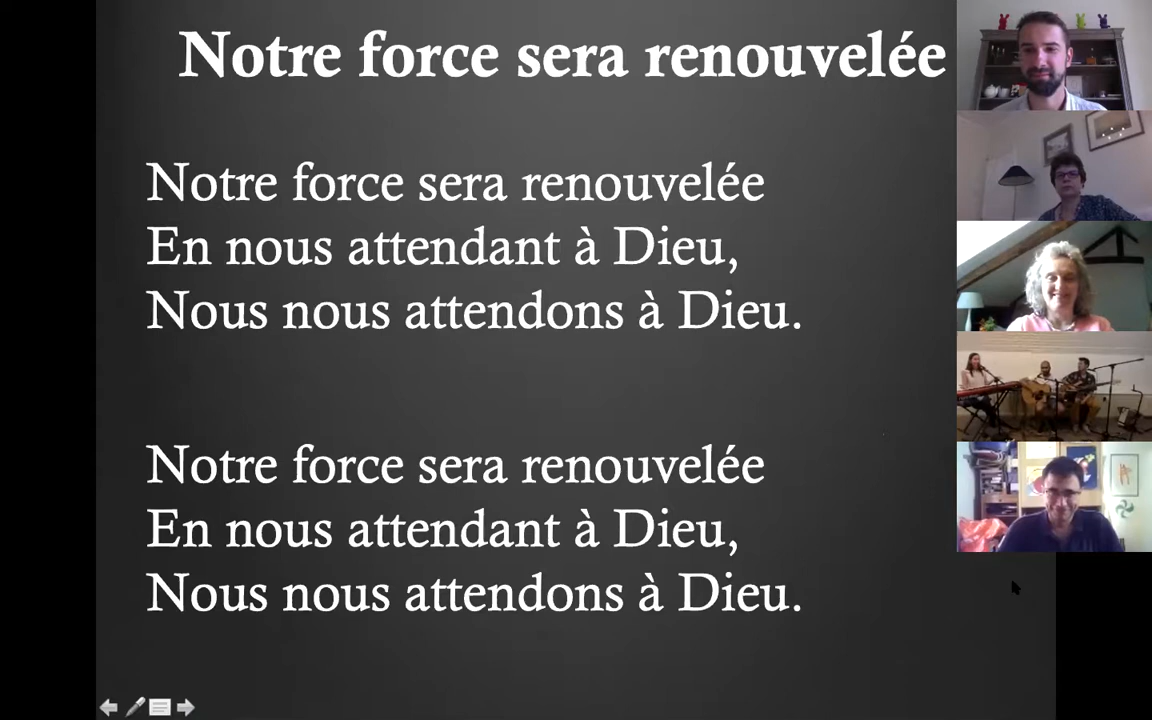 Notre force sera renouvelée
Notre force sera renouvelée
En nous attendant à Dieu,
Nous nous attendons à Dieu.
Notre force sera renouvelée
En nous attendant à Dieu,
Nous nous attendons à Dieu.